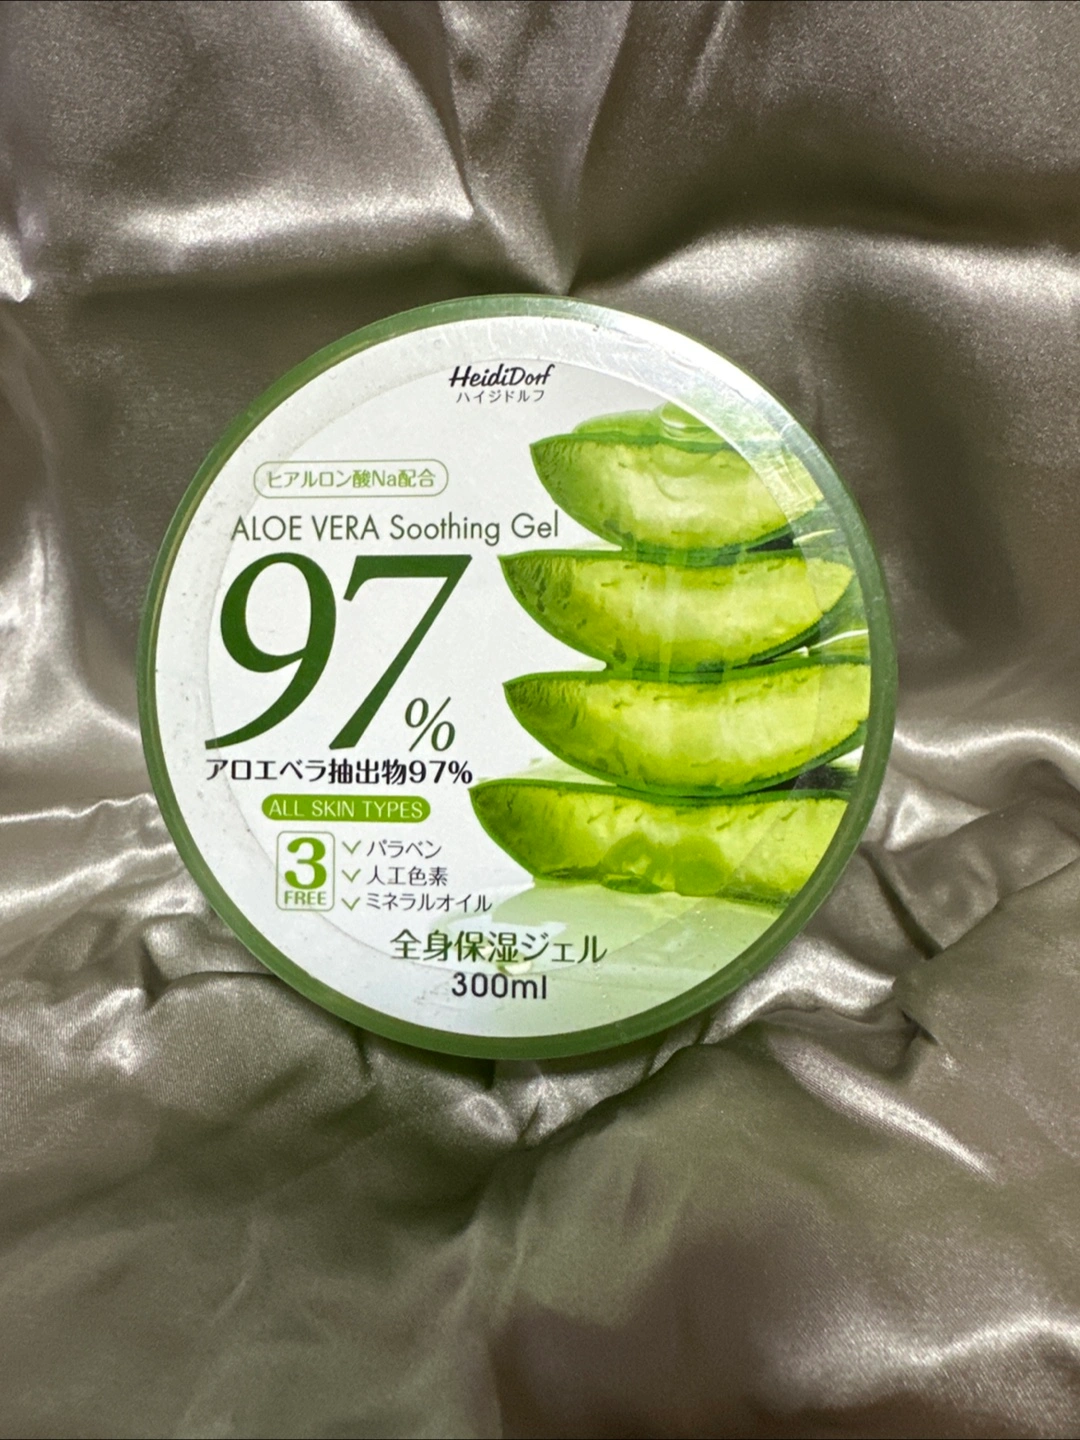 HeidiDorf
ハイジドルフ
ヒアルロン酸Na配合
ALOE VERA Soothing Gel
97%
アロエベラ抽出物97%
ALL SKIN TYPES
3 FREE
パラベン
人工色素
ミネラルオイル
全身保湿ジェル
300ml